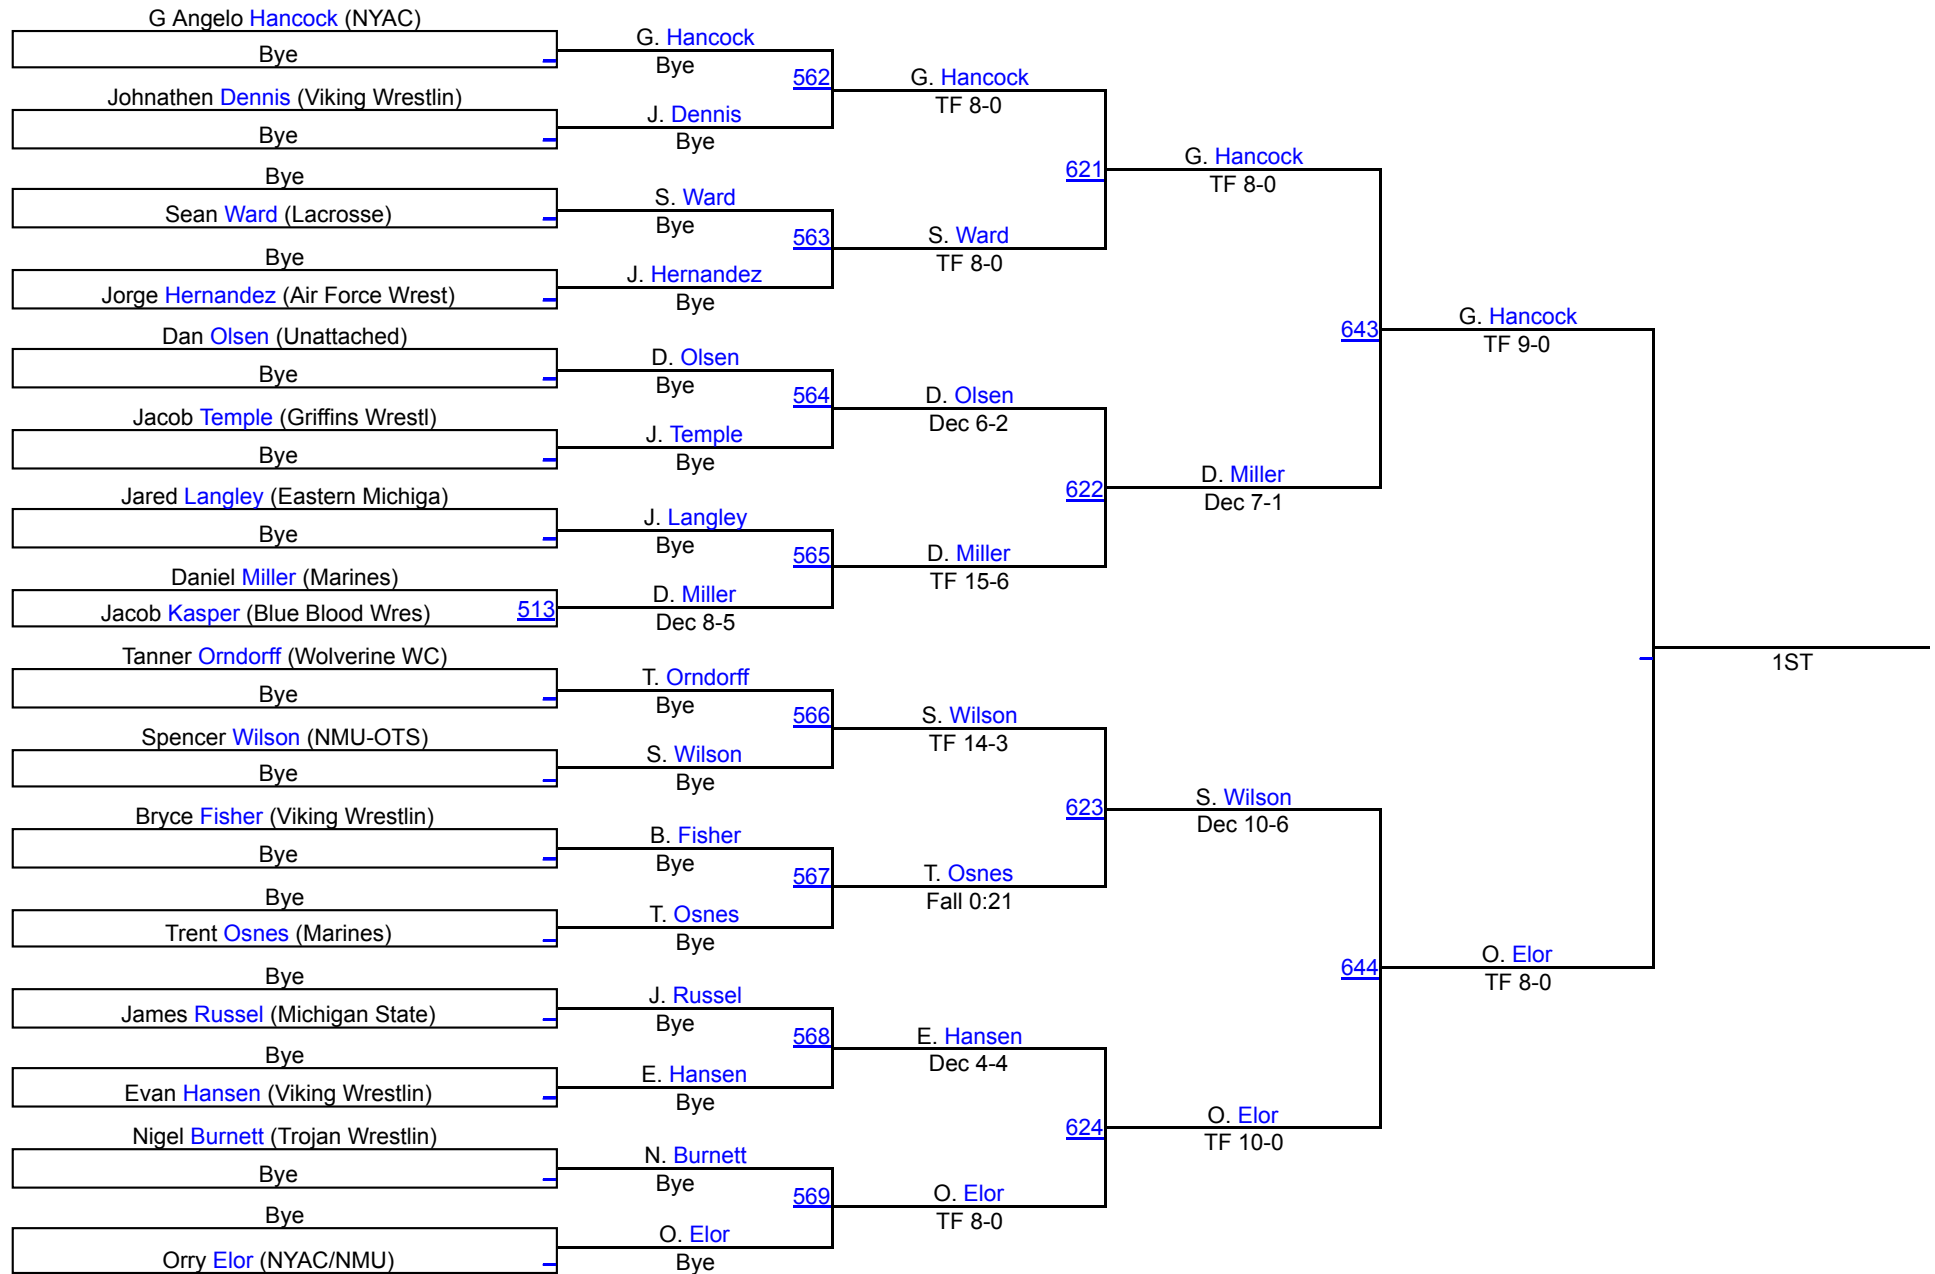 G Angelo Hancock (NYAC)
Bye
Johnathen Dennis (Viking Wrestlin)
Bye
Bye
Sean Ward (Lacrosse)
Bye
Jorge Hernandez (Air Force Wrest)
Dan Olsen (Unattached)
Bye
Jacob Temple (Griffins Wrestl)
Bye
Jared Langley (Eastern Michiga)
Bye
Daniel Miller (Marines)
Jacob Kasper (Blue Blood Wres) 513
Tanner Orndorff (Wolverine WC)
Bye
Spencer Wilson (NMU-OTS)
Bye
Bryce Fisher (Viking Wrestlin)
Bye
Bye
Trent Osnes (Marines)
Bye
James Russel (Michigan State)
Bye
Evan Hansen (Viking Wrestlin)
Nigel Burnett (Trojan Wrestlin)
Bye
Bye
Orry Elor (NYAC/NMU)
G. Hancock
Bye
562
J. Dennis
Bye
S. Ward
Bye
563
J. Hernandez
Bye
D. Olsen
Bye
564
J. Temple
Bye
J. Langley
Bye
565
D. Miller
Dec 8-5
T. Orndorff
Bye
566
S. Wilson
Bye
B. Fisher
Bye
567
T. Osnes
Bye
J. Russel
Bye
568
E. Hansen
Bye
N. Burnett
Bye
569
O. Elor
Bye
G. Hancock
TF 8-0
621
S. Ward
TF 8-0
D. Olsen
Dec 6-2
622
D. Miller
TF 15-6
S. Wilson
TF 14-3
623
T. Osnes
Fall 0:21
E. Hansen
Dec 4-4
624
O. Elor
TF 8-0
G. Hancock
TF 8-0
643
D. Miller
Dec 7-1
S. Wilson
Dec 10-6
644
O. Elor
TF 10-0
G. Hancock
TF 9-0
O. Elor
TF 8-0
1ST